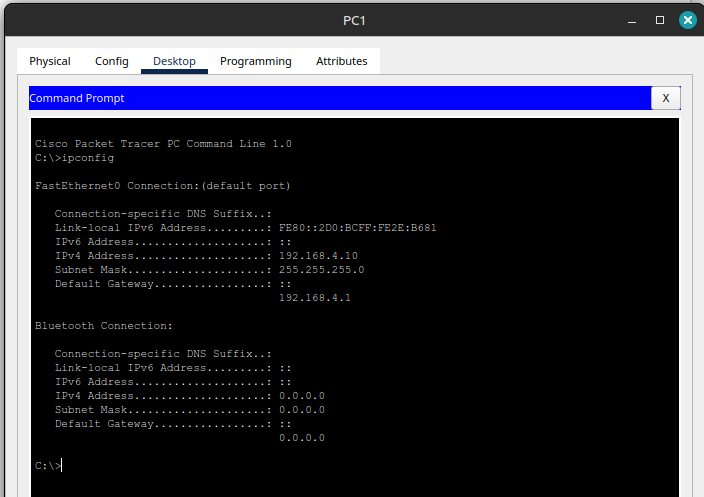 PC1
Physical Config Desktop Programming Attributes
Command Prompt X
Cisco Packet Tracer PC Command Line 1.0
C:\>ipconfig
FastEthernet0 Connection:(default port)
Connection-specific DNS Suffix..:
Link-local IPv6 Address.........: FE80::2D0:BCFF:FE2E:B681
IPv6 Address....................: ::
IPv4 Address....................: 192.168.4.10
Subnet Mask.....................: 255.255.255.0
Default Gateway.................: ::
192.168.4.1
Bluetooth Connection:
Connection-specific DNS Suffix..:
Link-local IPv6 Address.........: ::
IPv6 Address....................: ::
IPv4 Address....................: 0.0.0.0
Subnet Mask.....................: 0.0.0.0
Default Gateway.................: ::
0.0.0.0
C:\>